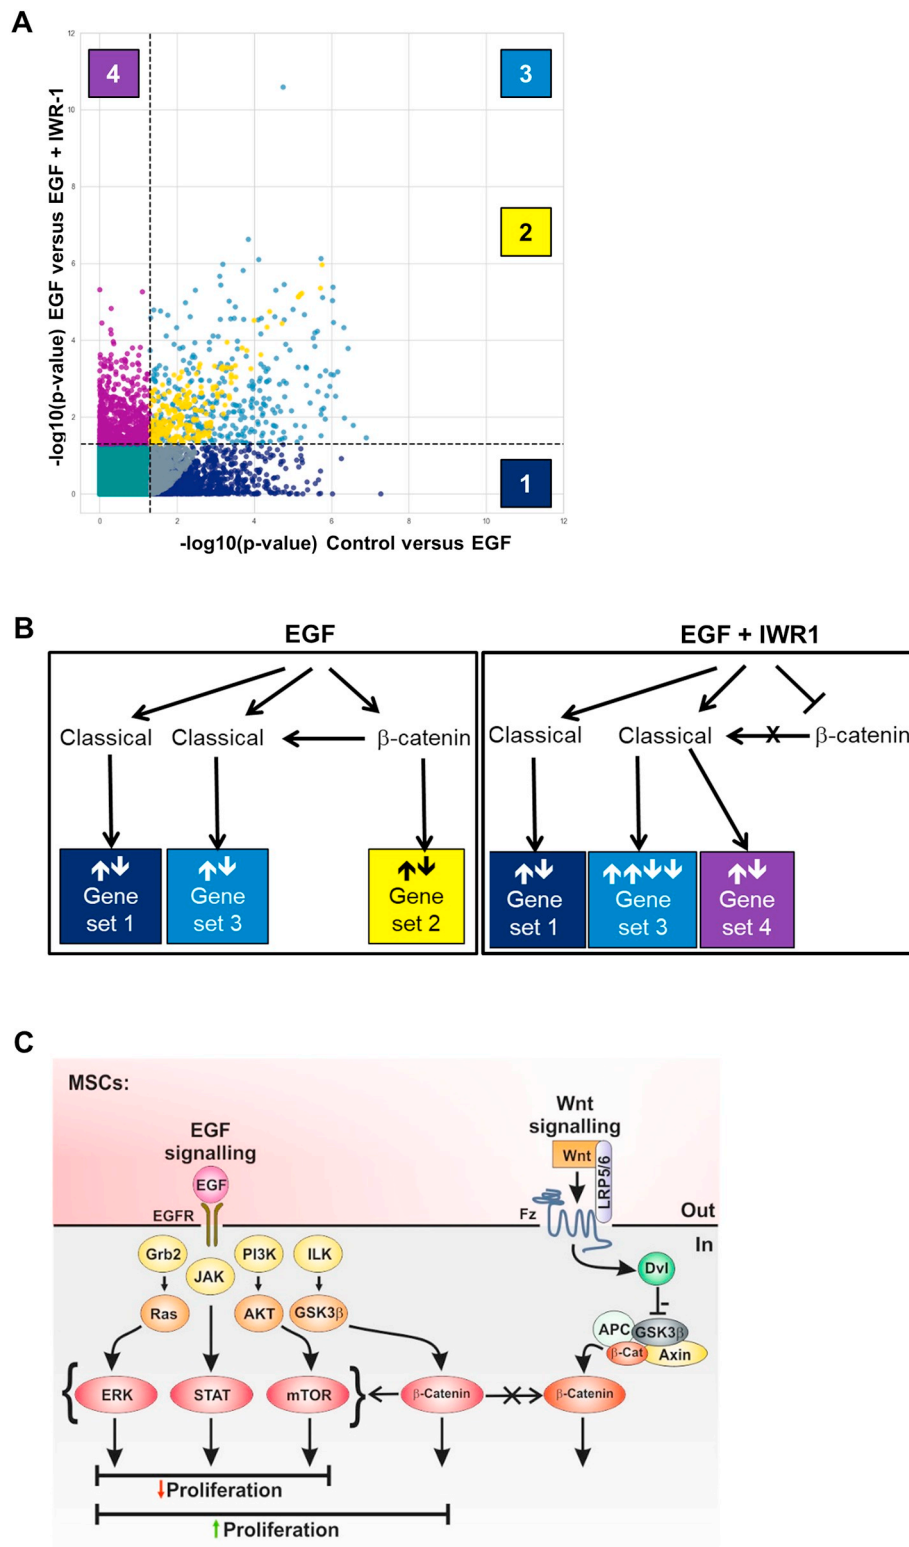 A
-log10(p-value) EGF versus EGF + IWR-1
12
10
8
6
4
2
0
4
3
2
1
0 2 4 6 8 10 12
-log10(p-value) Control versus EGF
B
EGF
Classical Classical β-catenin
Gene set 1
Gene set 3
Gene set 2
EGF + IWR1
Classical Classical X β-catenin
Gene set 1
Gene set 3
Gene set 4
C
MSCs:
EGF
signalling
EGF
EGFR
Wnt
signalling
Wnt
LRP5/6
Fz
Out
In
Grb2 JAK PI3K ILK
Ras AKT GSK3β
Dvl
APC GSK3β
β-Cat Axin
ERK STAT mTOR β-Catenin β-Catenin
Proliferation
Proliferation